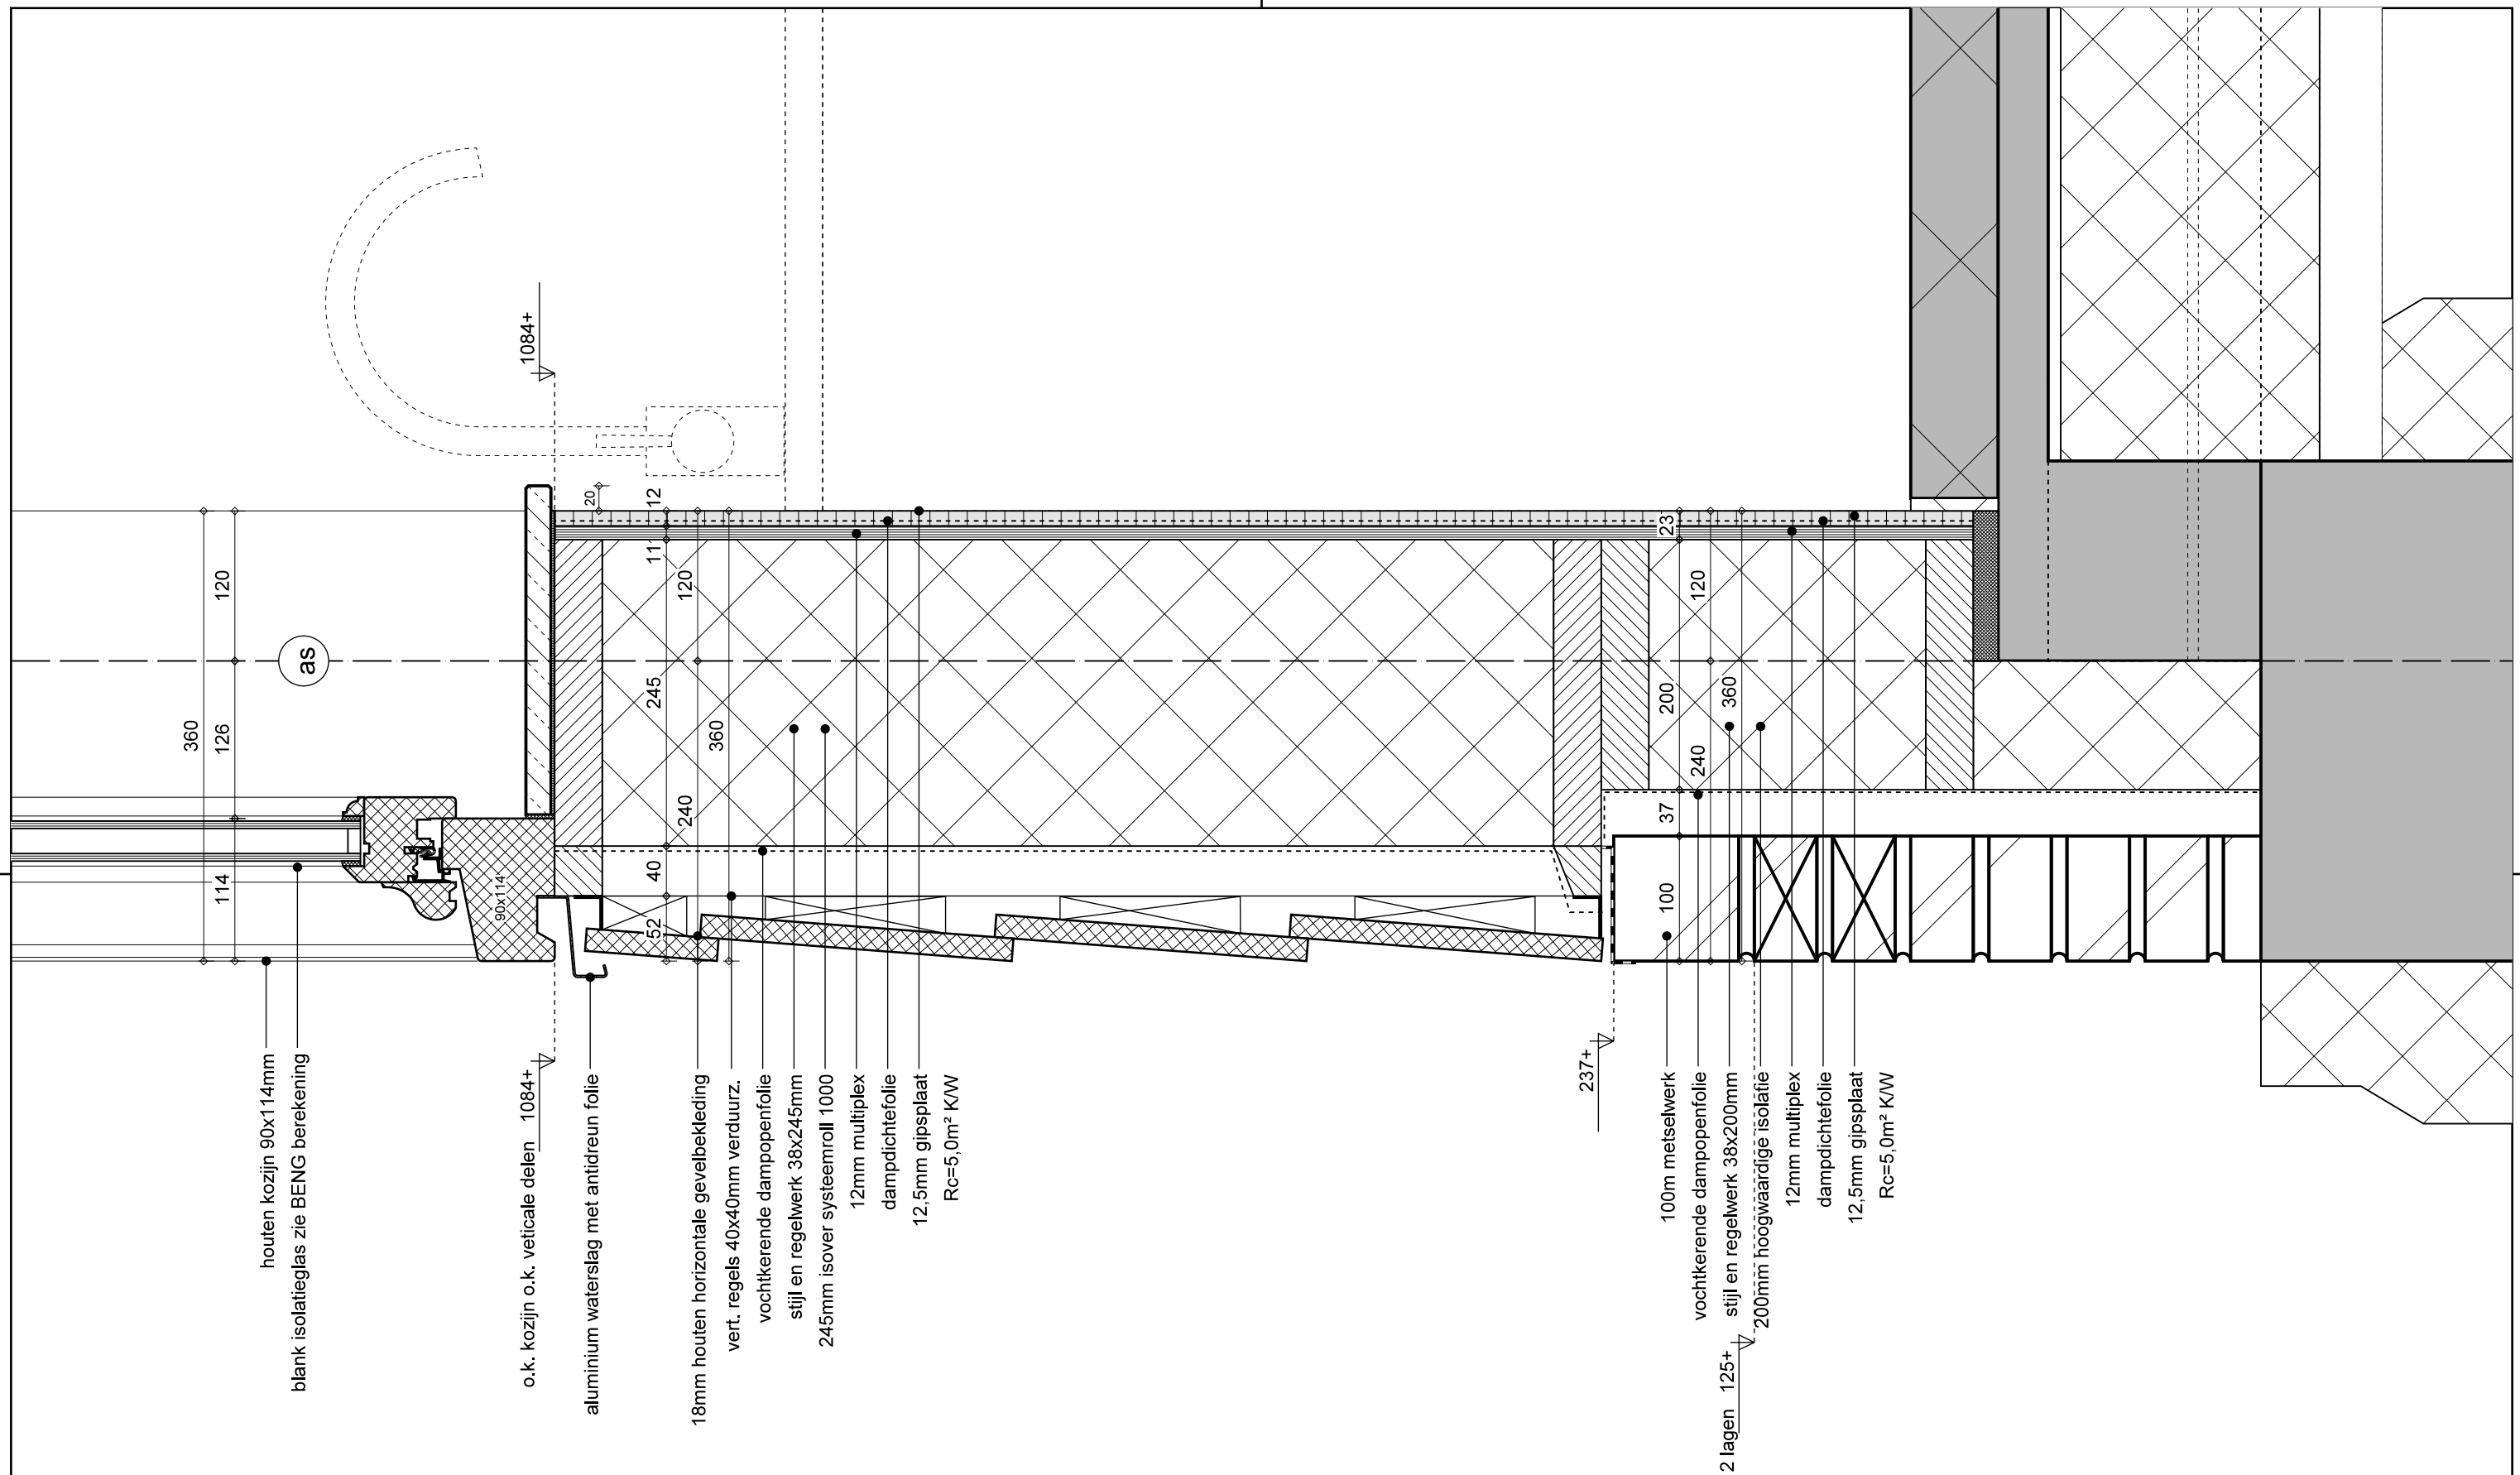 360
120
126
114
as
houten kozijn 90x114mm
blank isolatieglas zie BENG berekening
90x114
1084+
o.k. kozijn o.k. veticale delen 1084+
aluminium waterslag met antidreun folie
20
12
11
245
40
52
120
240
360
18mm houten horizontale gevelbekleding
vert. regels 40x40mm verduurz.
vochtkerende dampopenfolie
stijl en regelwerk 38x245mm
245mm isover systeemroll 1000
12mm multiplex
dampdichtefolie
12,5mm gipsplaat
Rc=5,0m² K/W
237+
23
200
37
100
120
240
360
100m metselwerk
vochtkerende dampopenfolie
stijl en regelwerk 38x200mm
200mm hoogwaardige isolatie
12mm multiplex
dampdichtefolie
12,5mm gipsplaat
Rc=5,0m² K/W
2 lagen 125+